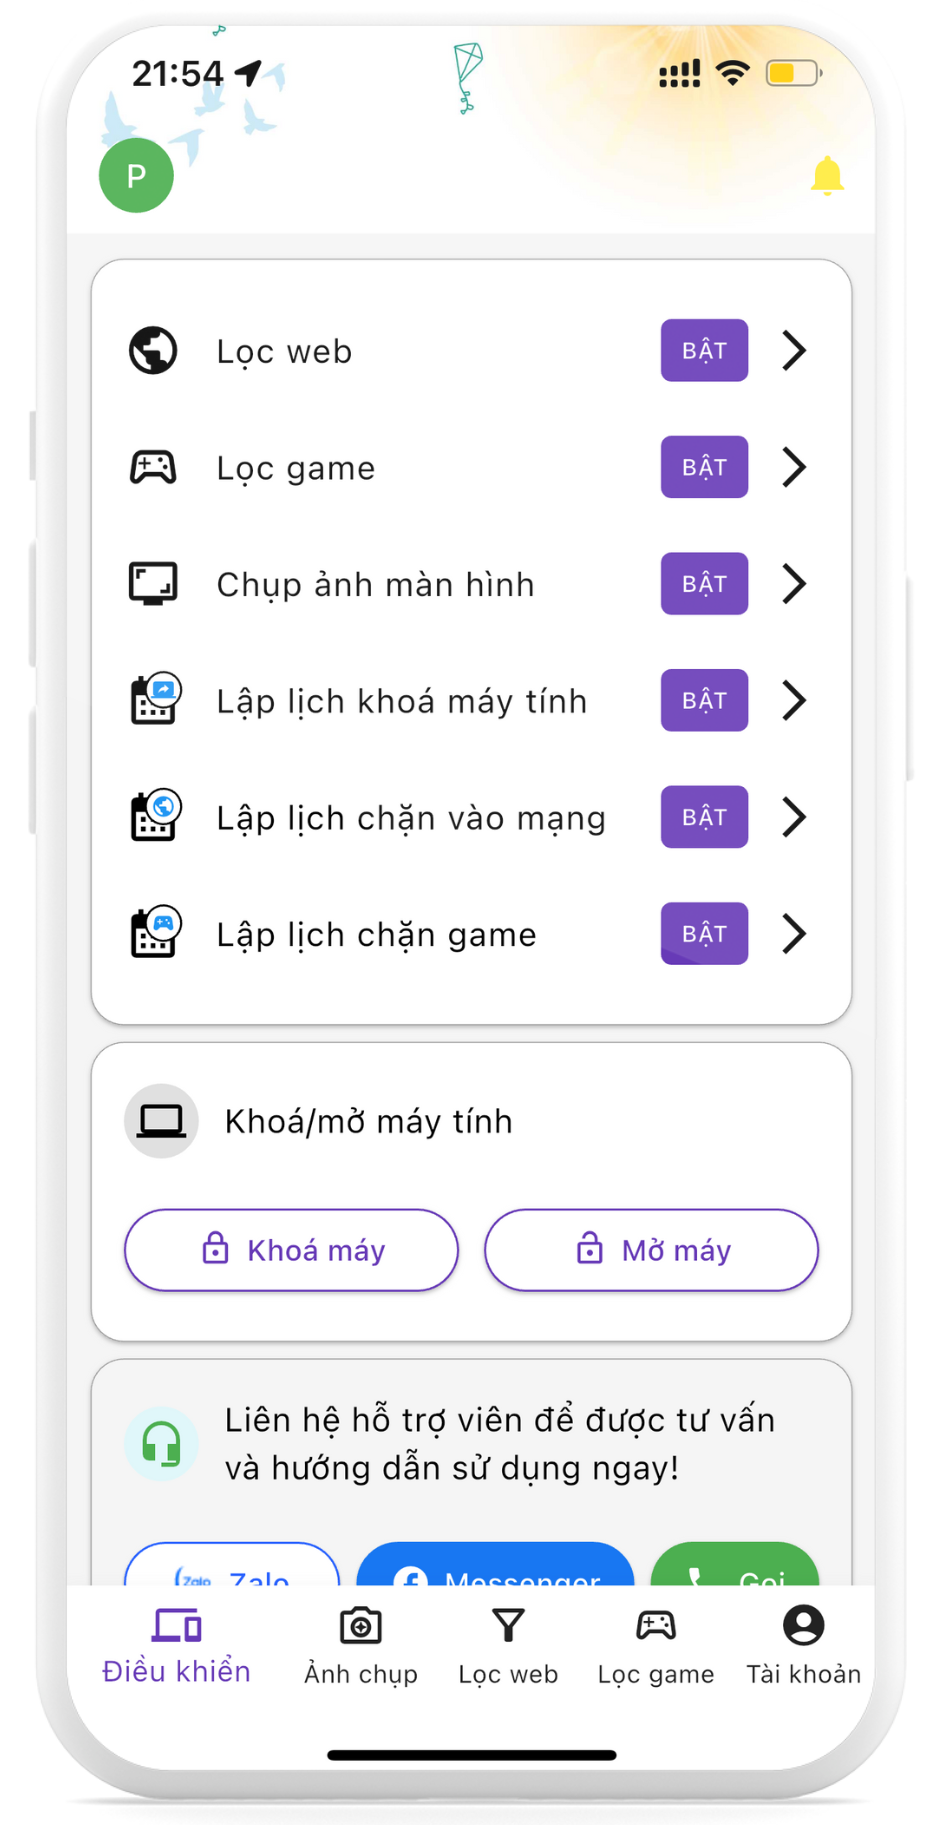 21:54
P
Lọc web BẬT
Lọc game BẬT
Chụp ảnh màn hình BẬT
Lập lịch khoá máy tính BẬT
Lập lịch chặn vào mạng BẬT
Lập lịch chặn game BẬT
Khoá/mở máy tính
Khoá máy Mở máy
Liên hệ hỗ trợ viên để được tư vấn
và hướng dẫn sử dụng ngay!
Zalo Zalo Messenger Gọi
Điều khiển Ảnh chụp Lọc web Lọc game Tài khoản